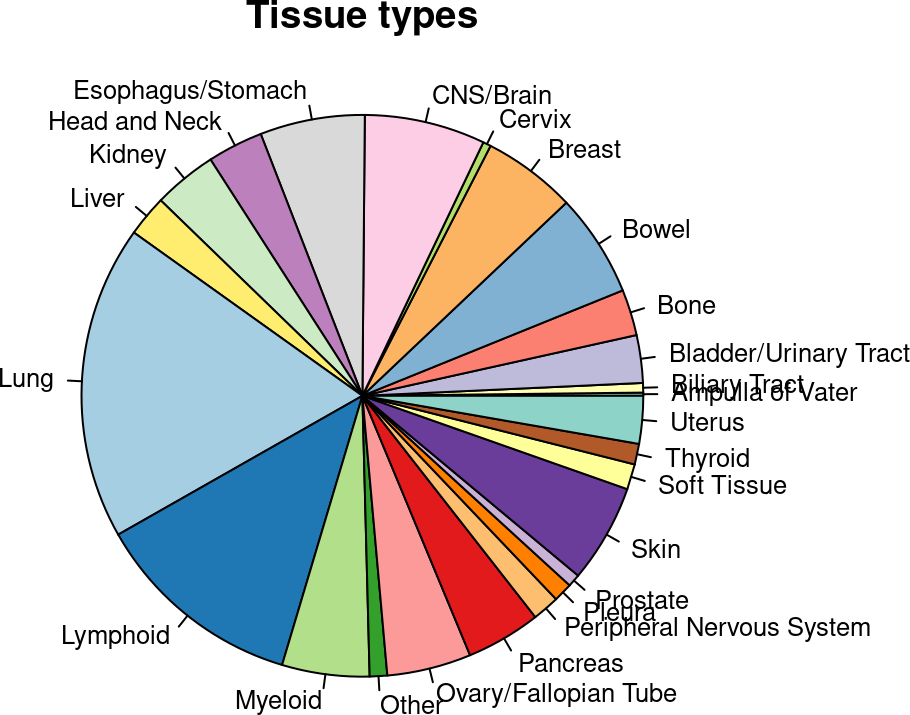 Tissue types
Esophagus/Stomach
CNS/Brain
Head and Neck
Cervix
Kidney
Breast
Liver
Bowel
Bone
Bladder/Urinary Tract
Biliary Tract
Lung
Ampulla of Vater
Uterus
Thyroid
Soft Tissue
Skin
Prostate
Pleura
Peripheral Nervous System
Lymphoid
Pancreas
Myeloid
Other
Ovary/Fallopian Tube